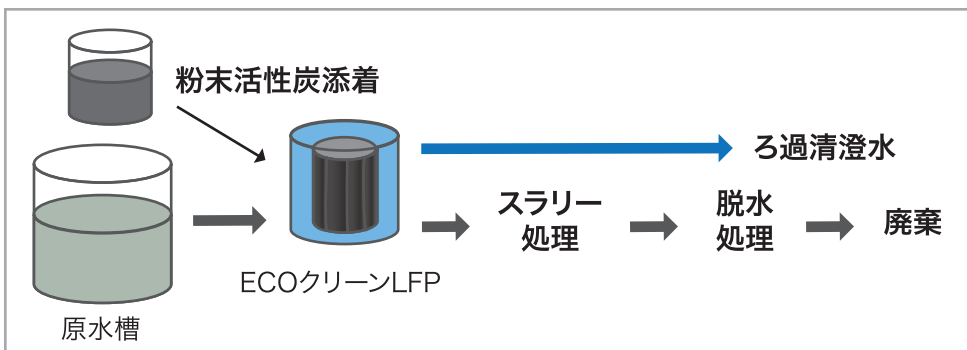 粉末活性炭添着
ろ過清澄水
スラリー
処理
脱水
処理
廃棄
ECOクリーンLFP
原水槽